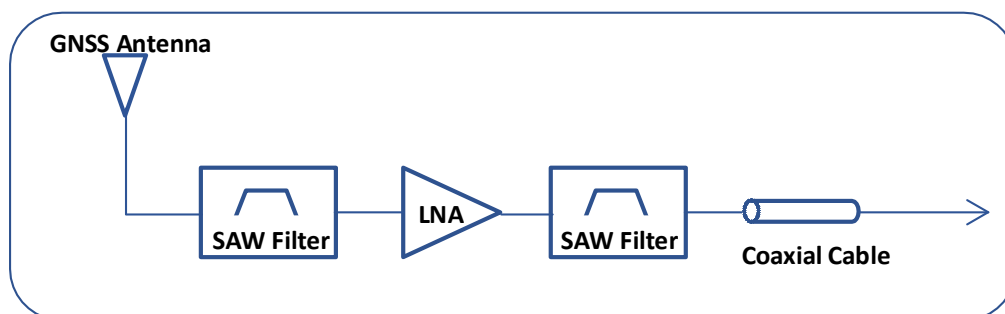 GNSS Antenna
SAW Filter
LNA
SAW Filter
Coaxial Cable